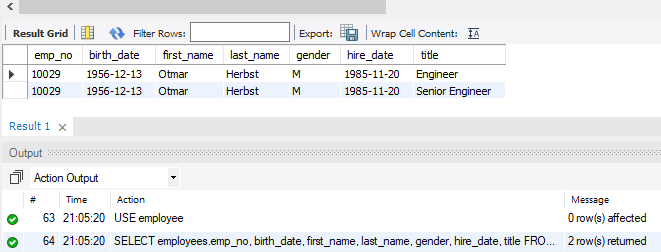 Result Grid Filter Rows: Export: Wrap Cell Content:
emp_no birth_date first_name last_name gender hire_date title
10029 1956-12-13 Otmar Herbst M 1985-11-20 Engineer
10029 1956-12-13 Otmar Herbst M 1985-11-20 Senior Engineer
Result 1
Output
Action Output
# Time Action Message
63 21:05:20 USE employee 0 row(s) affected
64 21:05:20 SELECT employees.emp_no, birth_date, first_name, last_name, gender, hire_date, title FRO... 2 row(s) returned